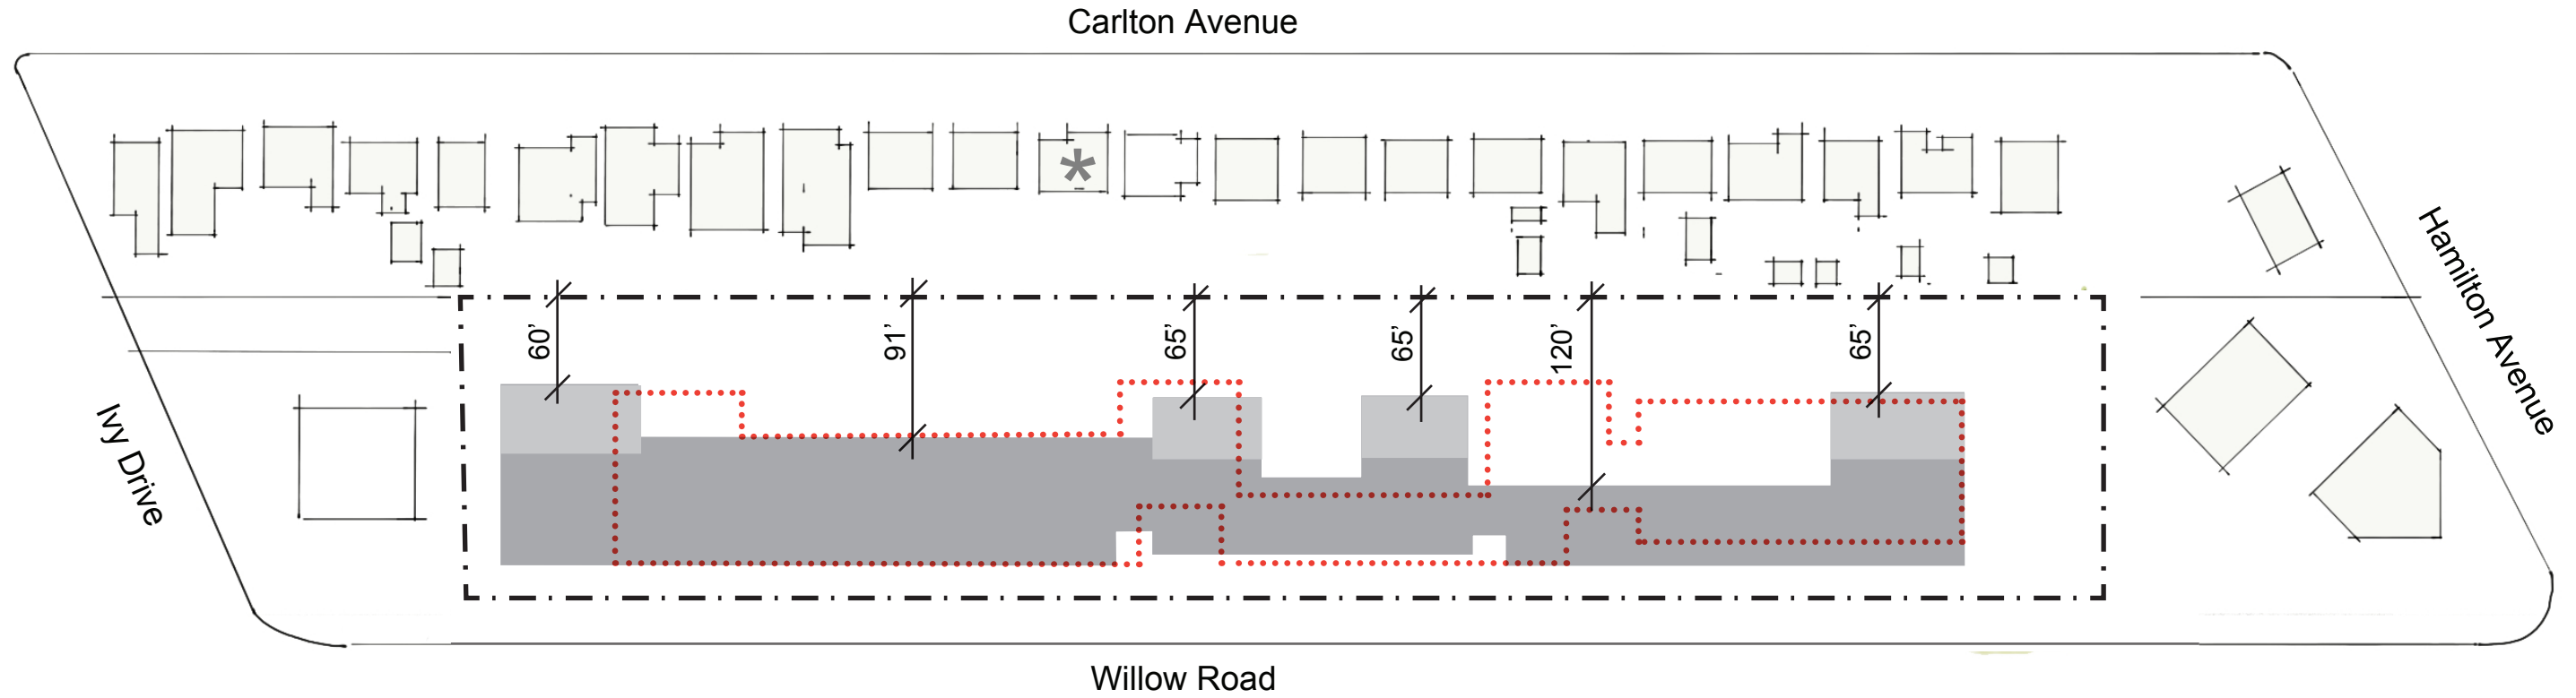 Carlton Avenue
*
60’
91’
65’
65’
120’
65’
Ivy Drive
Hamilton Avenue
Willow Road